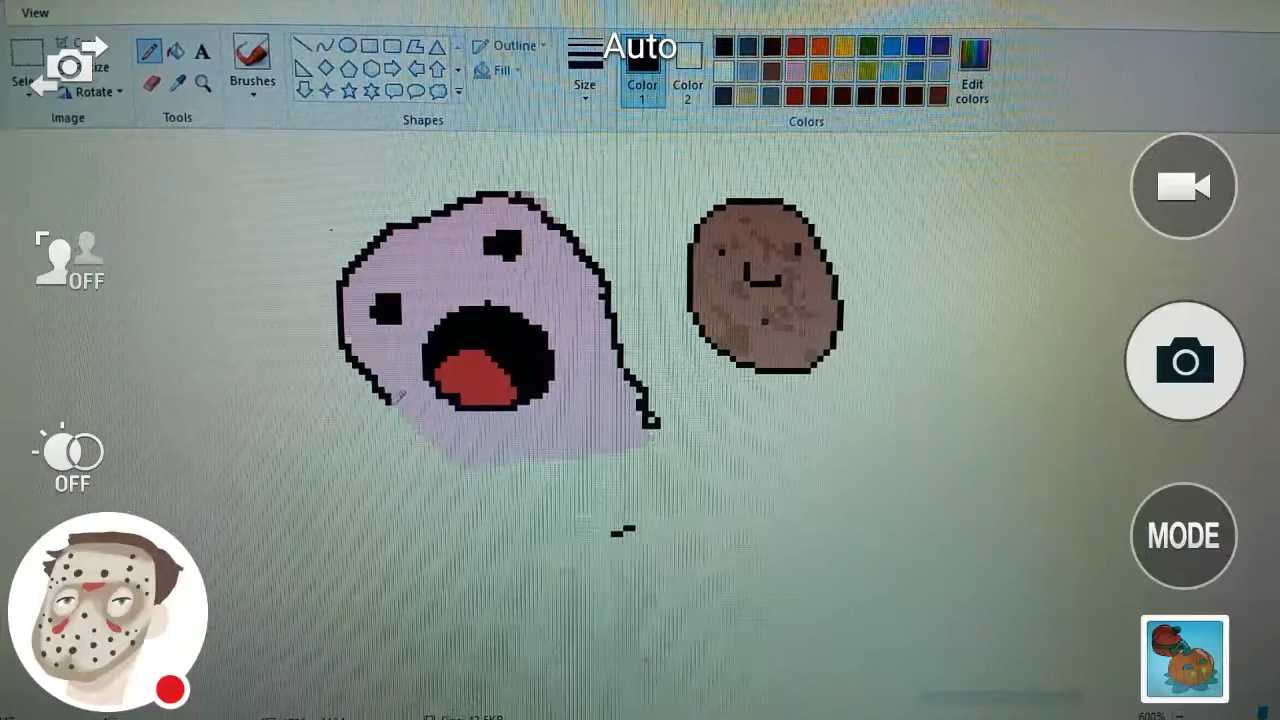 View
Auto
Outline
Size
Color 1
Color 2
Edit colors
Rotate
Brushes
Fill
Image
Tools
Shapes
Colors
OFF
OFF
MODE
600%